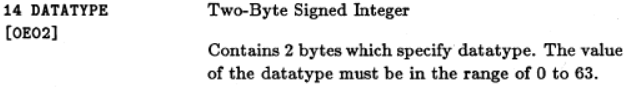 14 DATATYPE Two-Byte Signed Integer
[0E02]
Contains 2 bytes which specify datatype. The value
of the datatype must be in the range of 0 to 63.